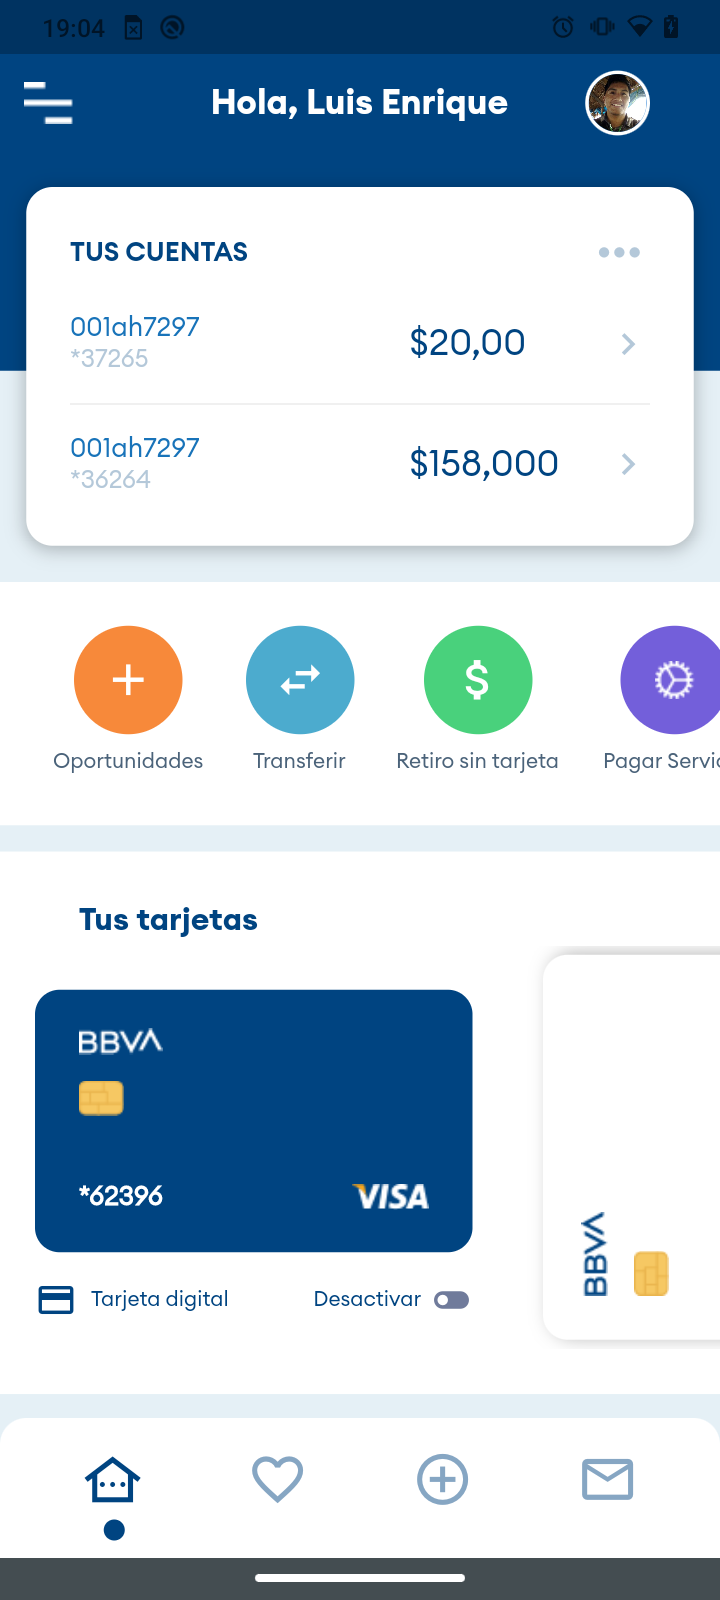 19:04
Hola, Luis Enrique
TUS CUENTAS
001ah7297
*37265
$20,00
001ah7297
*36264
$158,000
Oportunidades
Transferir
Retiro sin tarjeta
Pagar Servic
Tus tarjetas
BBVA
*62396
VISA
Tarjeta digital
Desactivar
BBVA